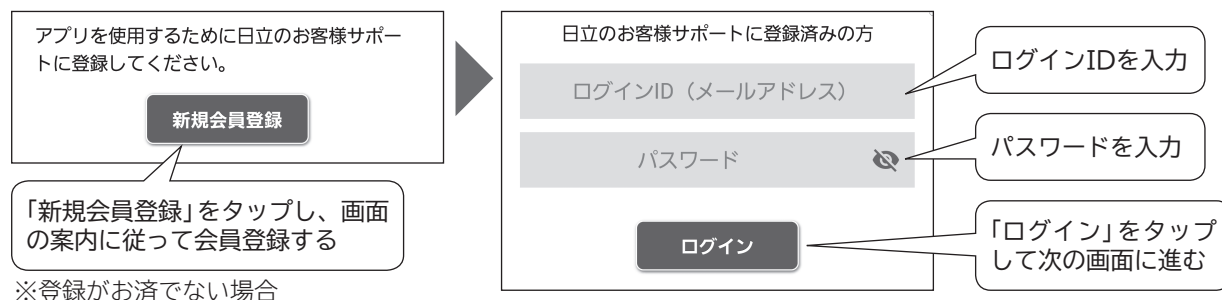 アプリを使用するために日立のお客様サポー
トに登録してください。
新規会員登録
「新規会員登録」をタップし、画面
の案内に従って会員登録する
※登録がお済でない場合
日立のお客様サポートに登録済みの方
ログインID（メールアドレス）
パスワード
ログイン
ログインIDを入力
パスワードを入力
「ログイン」をタップ
して次の画面に進む